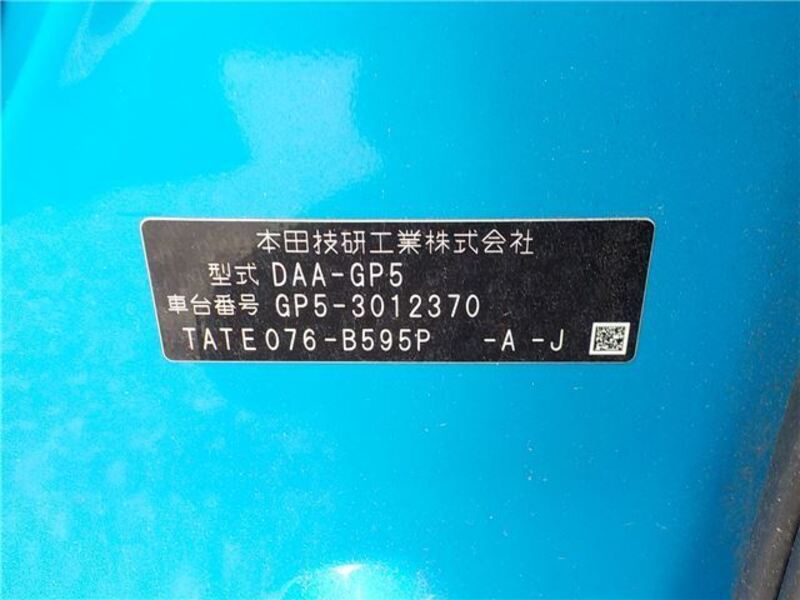 本田技研工業株式会社
型式 DAA-GP5
車台番号 GP5-3012370
TATE076-B595P -A -J